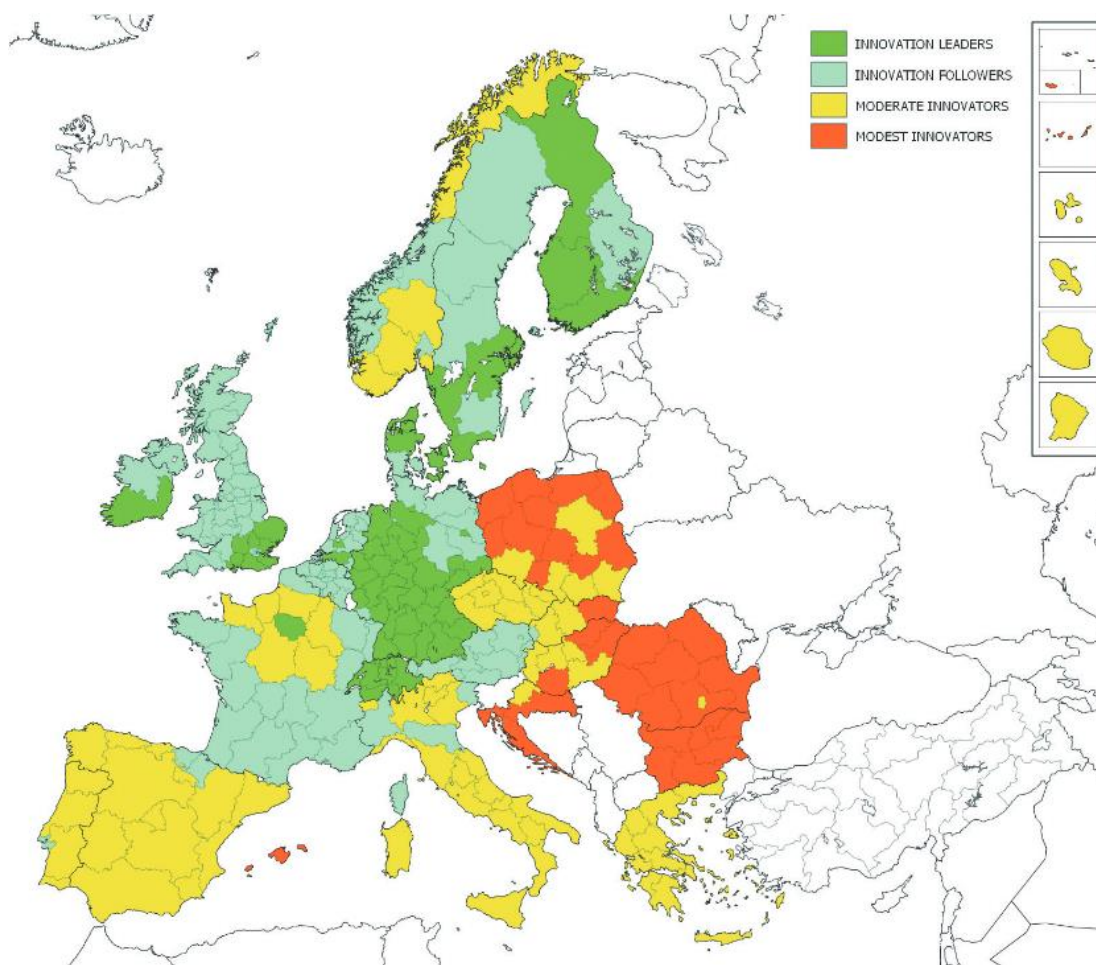 INNOVATION LEADERS
INNOVATION FOLLOWERS
MODERATE INNOVATORS
MODEST INNOVATORS